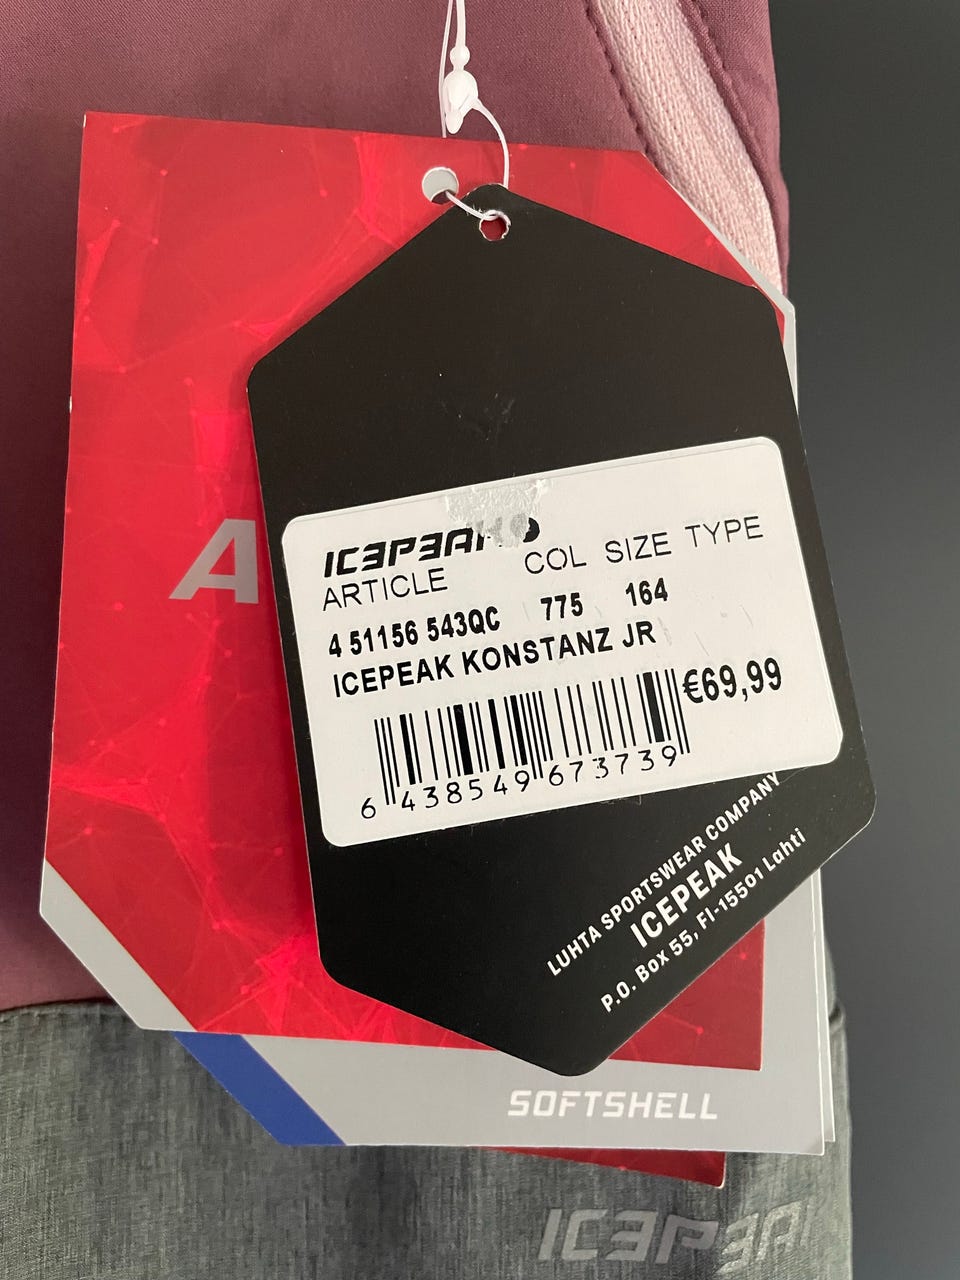 A
ICEPEAK
COL SIZE TYPE
ARTICLE
4 51156 543QC 775 164
ICEPEAK KONSTANZ JR
€69,99
6 438549 673739
LUHTA SPORTSWEAR COMPANY
ICEPEAK
P.O. Box 55, FI-15501 Lahti
SOFTSHELL
ICEPEAK